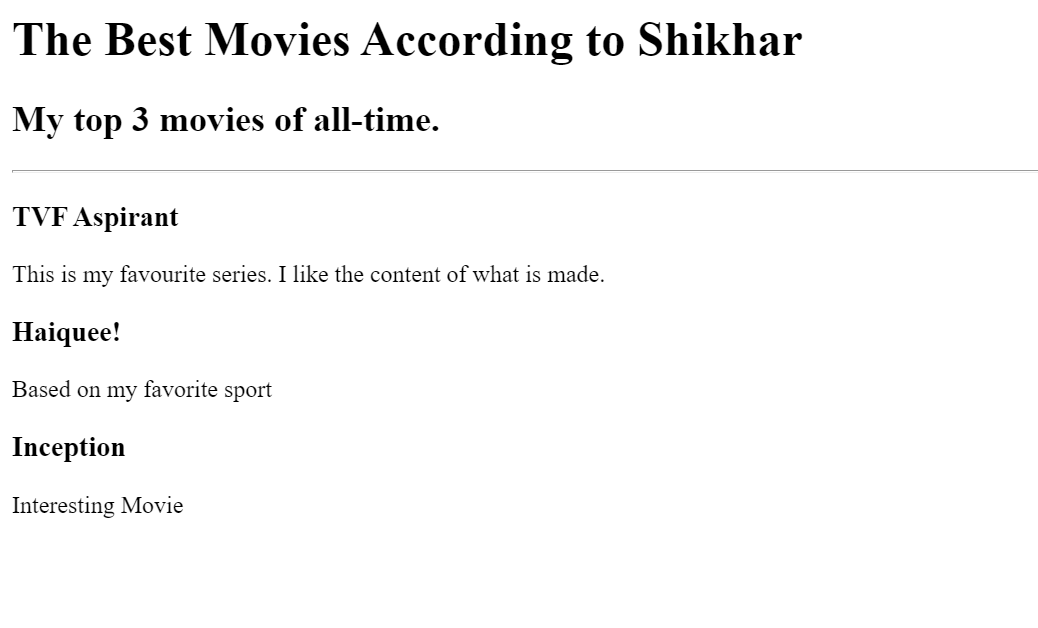 The Best Movies According to Shikhar
My top 3 movies of all-time.
TVF Aspirant
This is my favourite series. I like the content of what is made.
Haiquee!
Based on my favorite sport
Inception
Interesting Movie